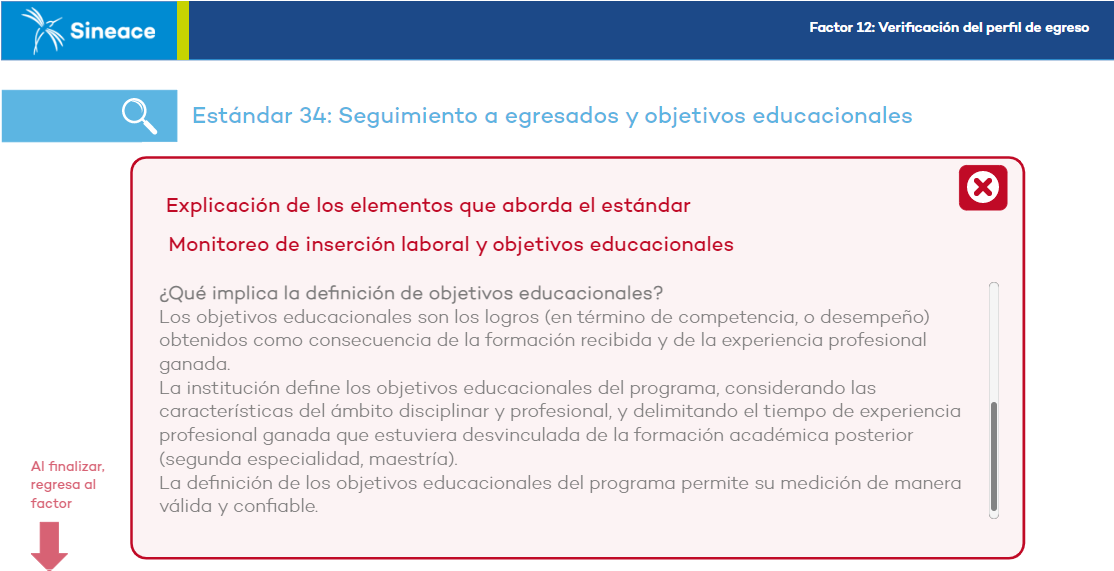 Sineace
Factor 12: Verificación del perfil de egreso
Estándar 34: Seguimiento a egresados y objetivos educacionales
Explicación de los elementos que aborda el estándar
Monitoreo de inserción laboral y objetivos educacionales
¿Qué implica la definición de objetivos educacionales?
Los objetivos educacionales son los logros (en término de competencia, o desempeño)
obtenidos como consecuencia de la formación recibida y de la experiencia profesional
ganada.
La institución define los objetivos educacionales del programa, considerando las
características del ámbito disciplinar y profesional, y delimitando el tiempo de experiencia
profesional ganada que estuviera desvinculada de la formación académica posterior
(segunda especialidad, maestría).
La definición de los objetivos educacionales del programa permite su medición de manera
válida y confiable.
Al finalizar,
regresa al
factor